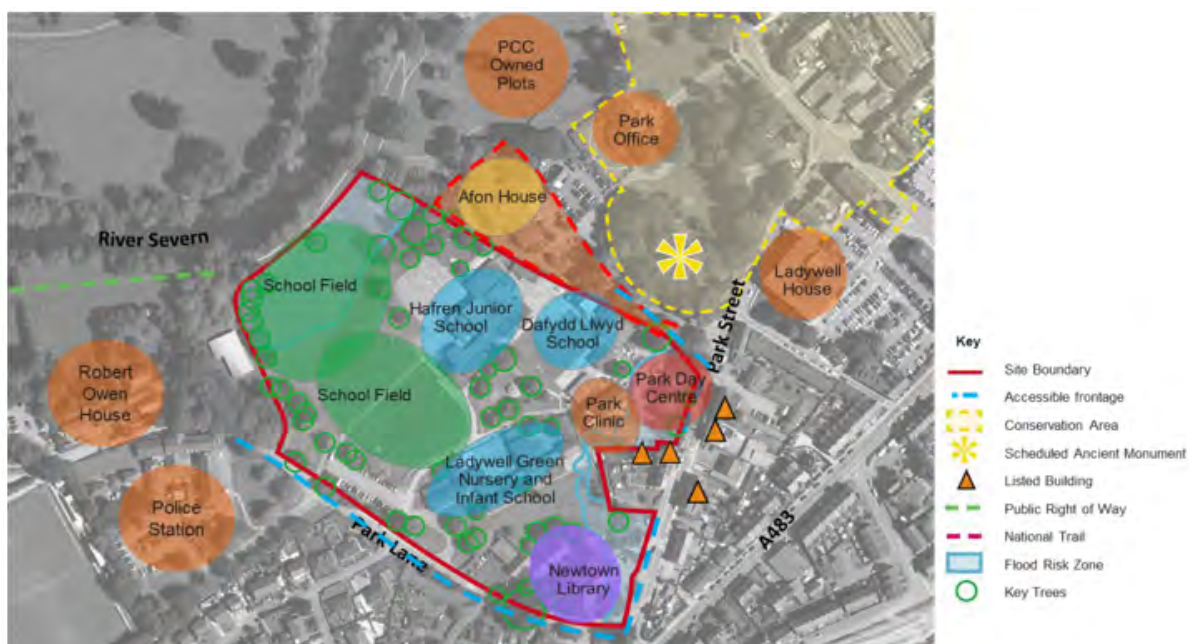 PCC
Owned
Plots
Park
Office
Afon House
River Severn
School Field
Hafren Junior
School
Dafydd Llwyd
School
Ladywell
House
Park Street
Robert
Owen
House
School Field
Park
Clinic
Park Day
Centre
Ladywell Green
Nursery and
Infant School
Police
Station
Park Lane
Newtown
Library
A483
Key
Site Boundary
Accessible frontage
Conservation Area
Scheduled Ancient Monument
Listed Building
Public Right of Way
National Trail
Flood Risk Zone
Key Trees